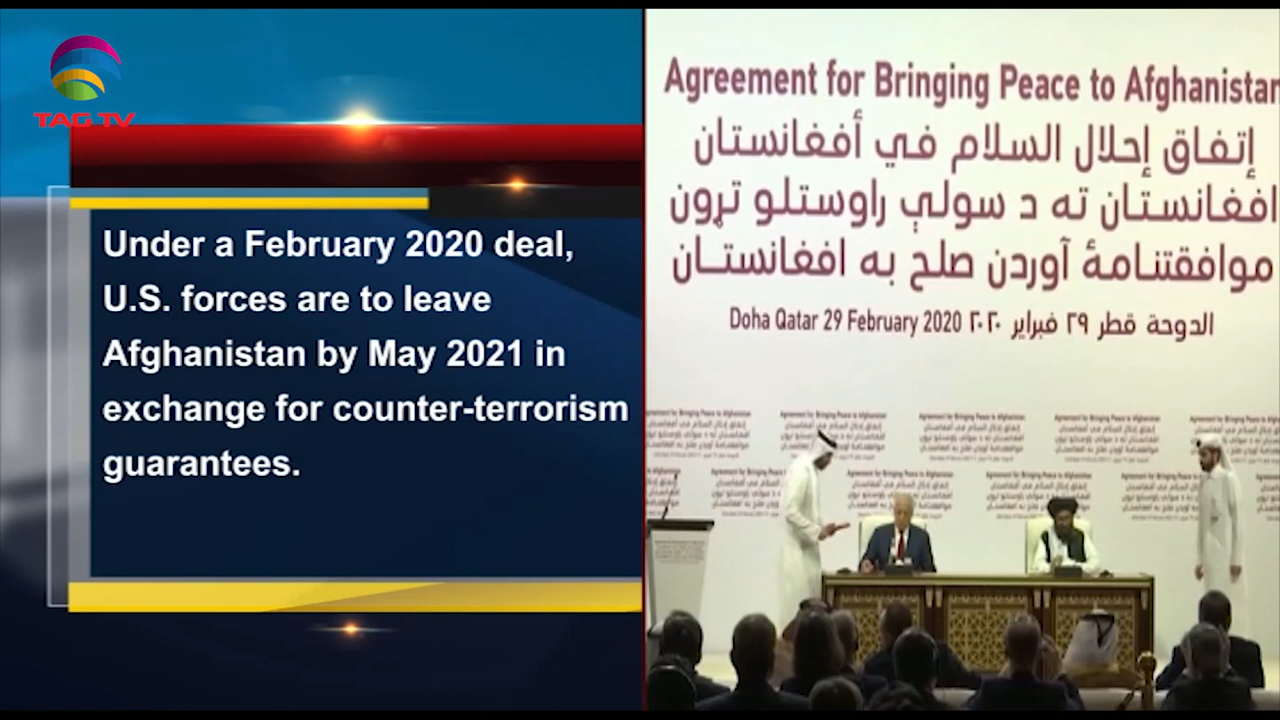 TAG TV
Under a February 2020 deal,
U.S. forces are to leave
Afghanistan by May 2021 in
exchange for counter-terrorism
guarantees.
Agreement for Bringing Peace to Afghanistan
إتفاق إحلال السلام في أفغانستان
افغانستان ته د سولې راوستلو تړون
موافقتنامهٔ آوردن صلح به افغانستان
Doha Qatar 29 February 2020 الدوحة قطر ٢٩ فبراير ٢٠٢٠